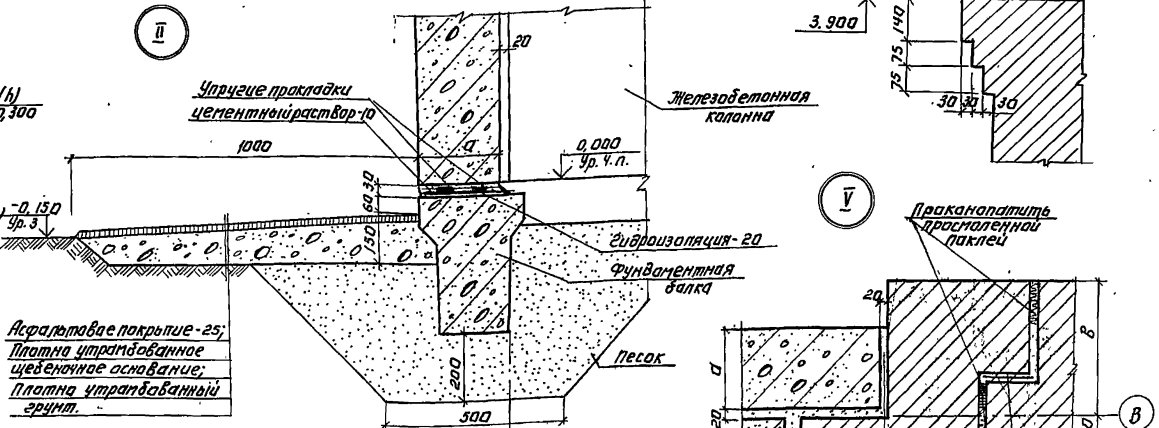 II
3.900
140
75
75
30 30 30
(h)
0,300
Упругие прокладки
цементный раствор-10
20
Железобетонная
колонна
1000
а
0,000
Ур. ч. п.
30
60
150
-0.150
Ур. з
Гидроизоляция-20
Фундаментная
балка
Асфальтовое покрытие-25;
Плотно утрамбованное
щебеночное основание;
Плотно утрамбованный
грунт.
200
500
Песок
V
Проконопатить
просмоленной
паклей
20
а
20
В
В